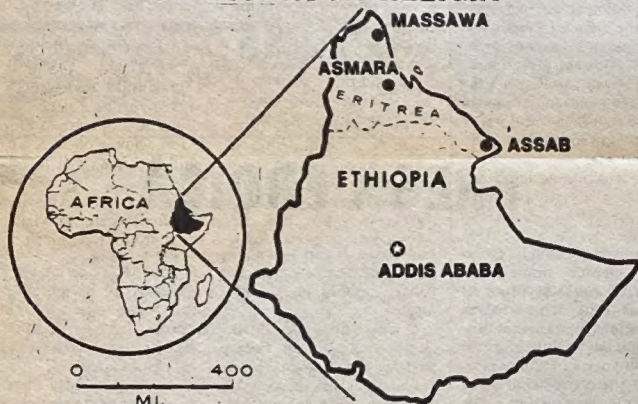 MASSAWA
ASMARA
ERITREA
ASSAB
ETHIOPIA
AFRICA
ADDIS ABABA
0 400
MI.